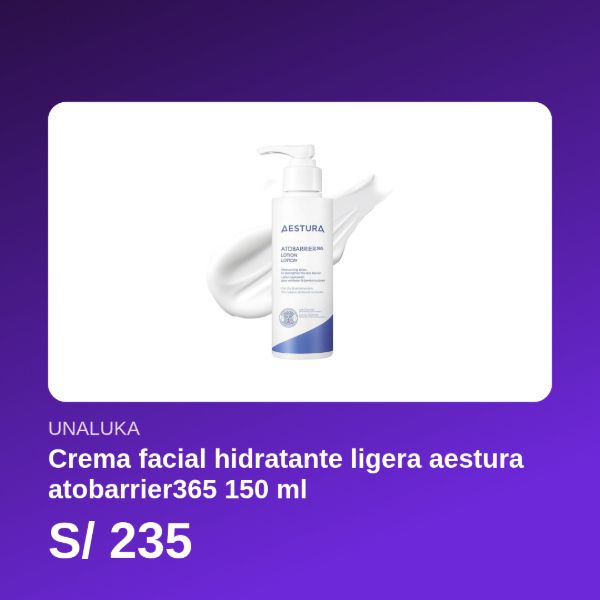 AESTURA
ATOBARRIER365
LOTION
LOTION
UNALUKA
Crema facial hidratante ligera aestura
atobarrier365 150 ml
S/ 235